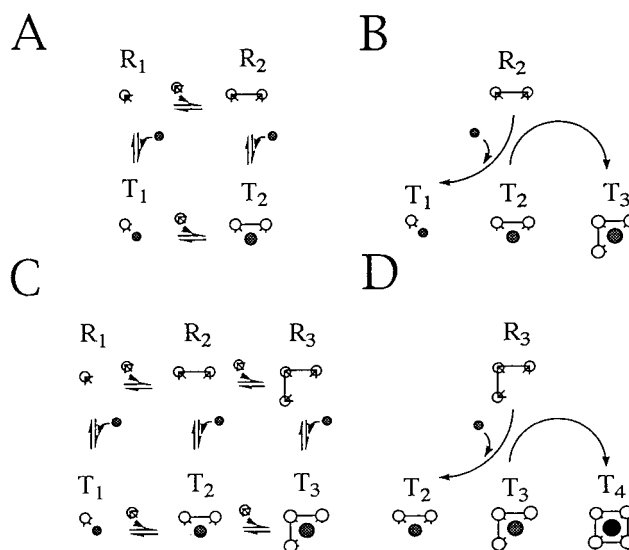 A
B
R₁ R₂
R₂
T₁ T₂
T₁ T₂ T₃
C
D
R₁ R₂ R₃
R₃
T₁ T₂ T₃
T₂ T₃ T₄